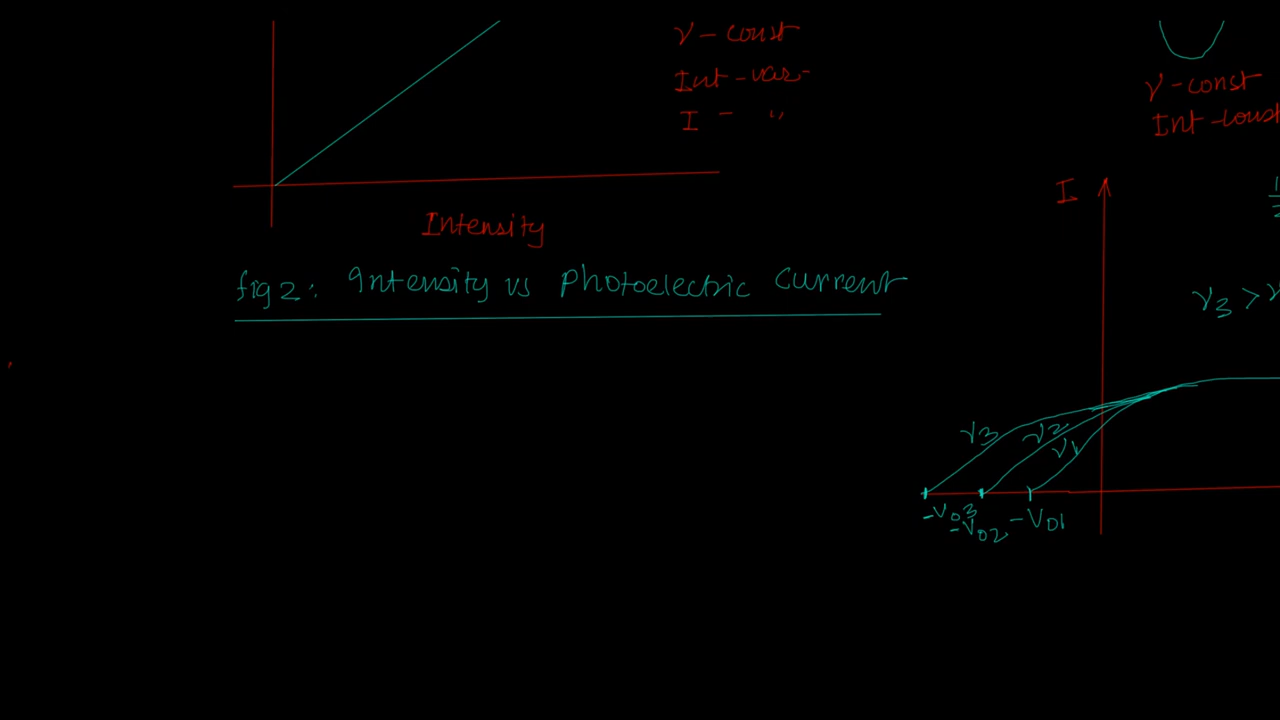 ν - const
Int - var-
I - "
Intensity
fig 2: Intensity vs Photoelectric Current
ν - const
Int - const
I
ν3 > ν
ν3
ν2
ν1
-V03
-V02
-V01